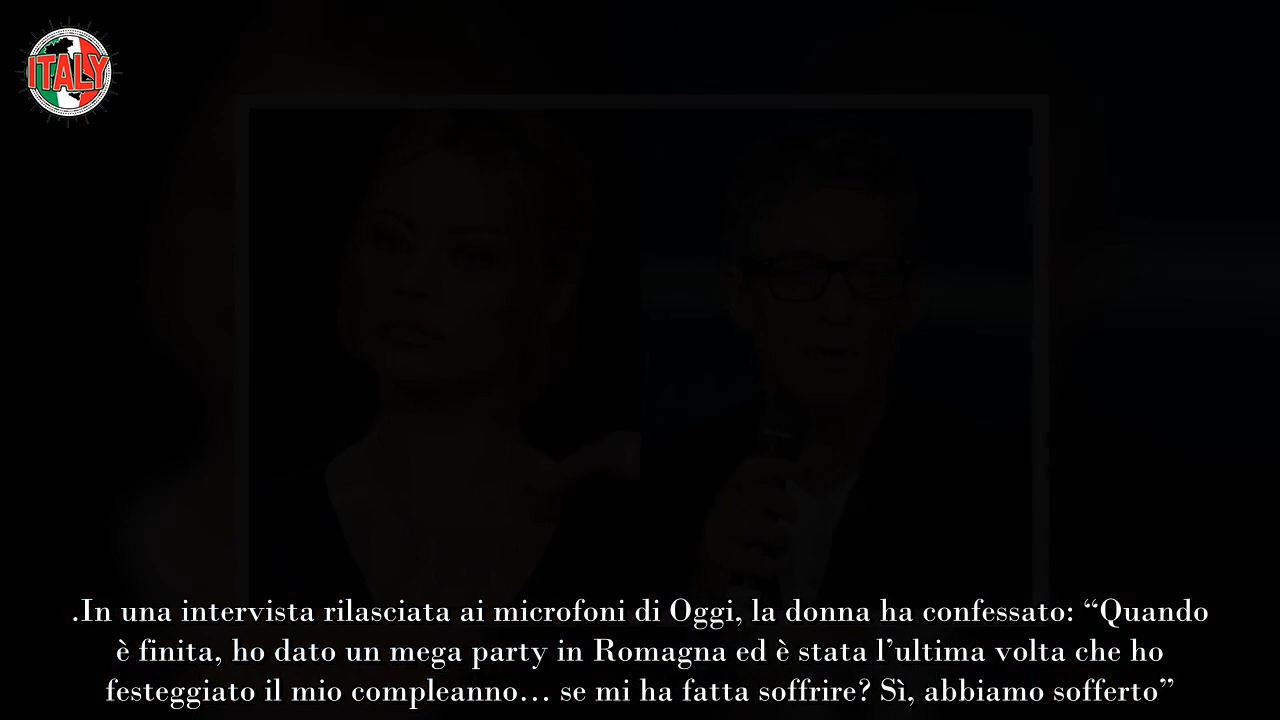 ITALY
.In una intervista rilasciata ai microfoni di Oggi, la donna ha confessato: “Quando
è finita, ho dato un mega party in Romagna ed è stata l’ultima volta che ho
festeggiato il mio compleanno… se mi ha fatta soffrire? Sì, abbiamo sofferto”